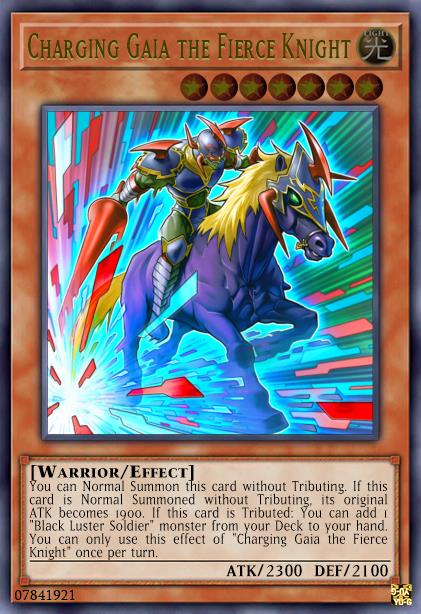 CHARGING GAIA THE FIERCE KNIGHT
LIGHT
光
[WARRIOR/EFFECT]
You can Normal Summon this card without Tributing. If this
card is Normal Summoned without Tributing, its original
ATK becomes 1900. If this card is Tributed: You can add 1
"Black Luster Soldier" monster from your Deck to your hand.
You can only use this effect of "Charging Gaia the Fierce
Knight" once per turn.
ATK/2300 DEF/2100
07841921